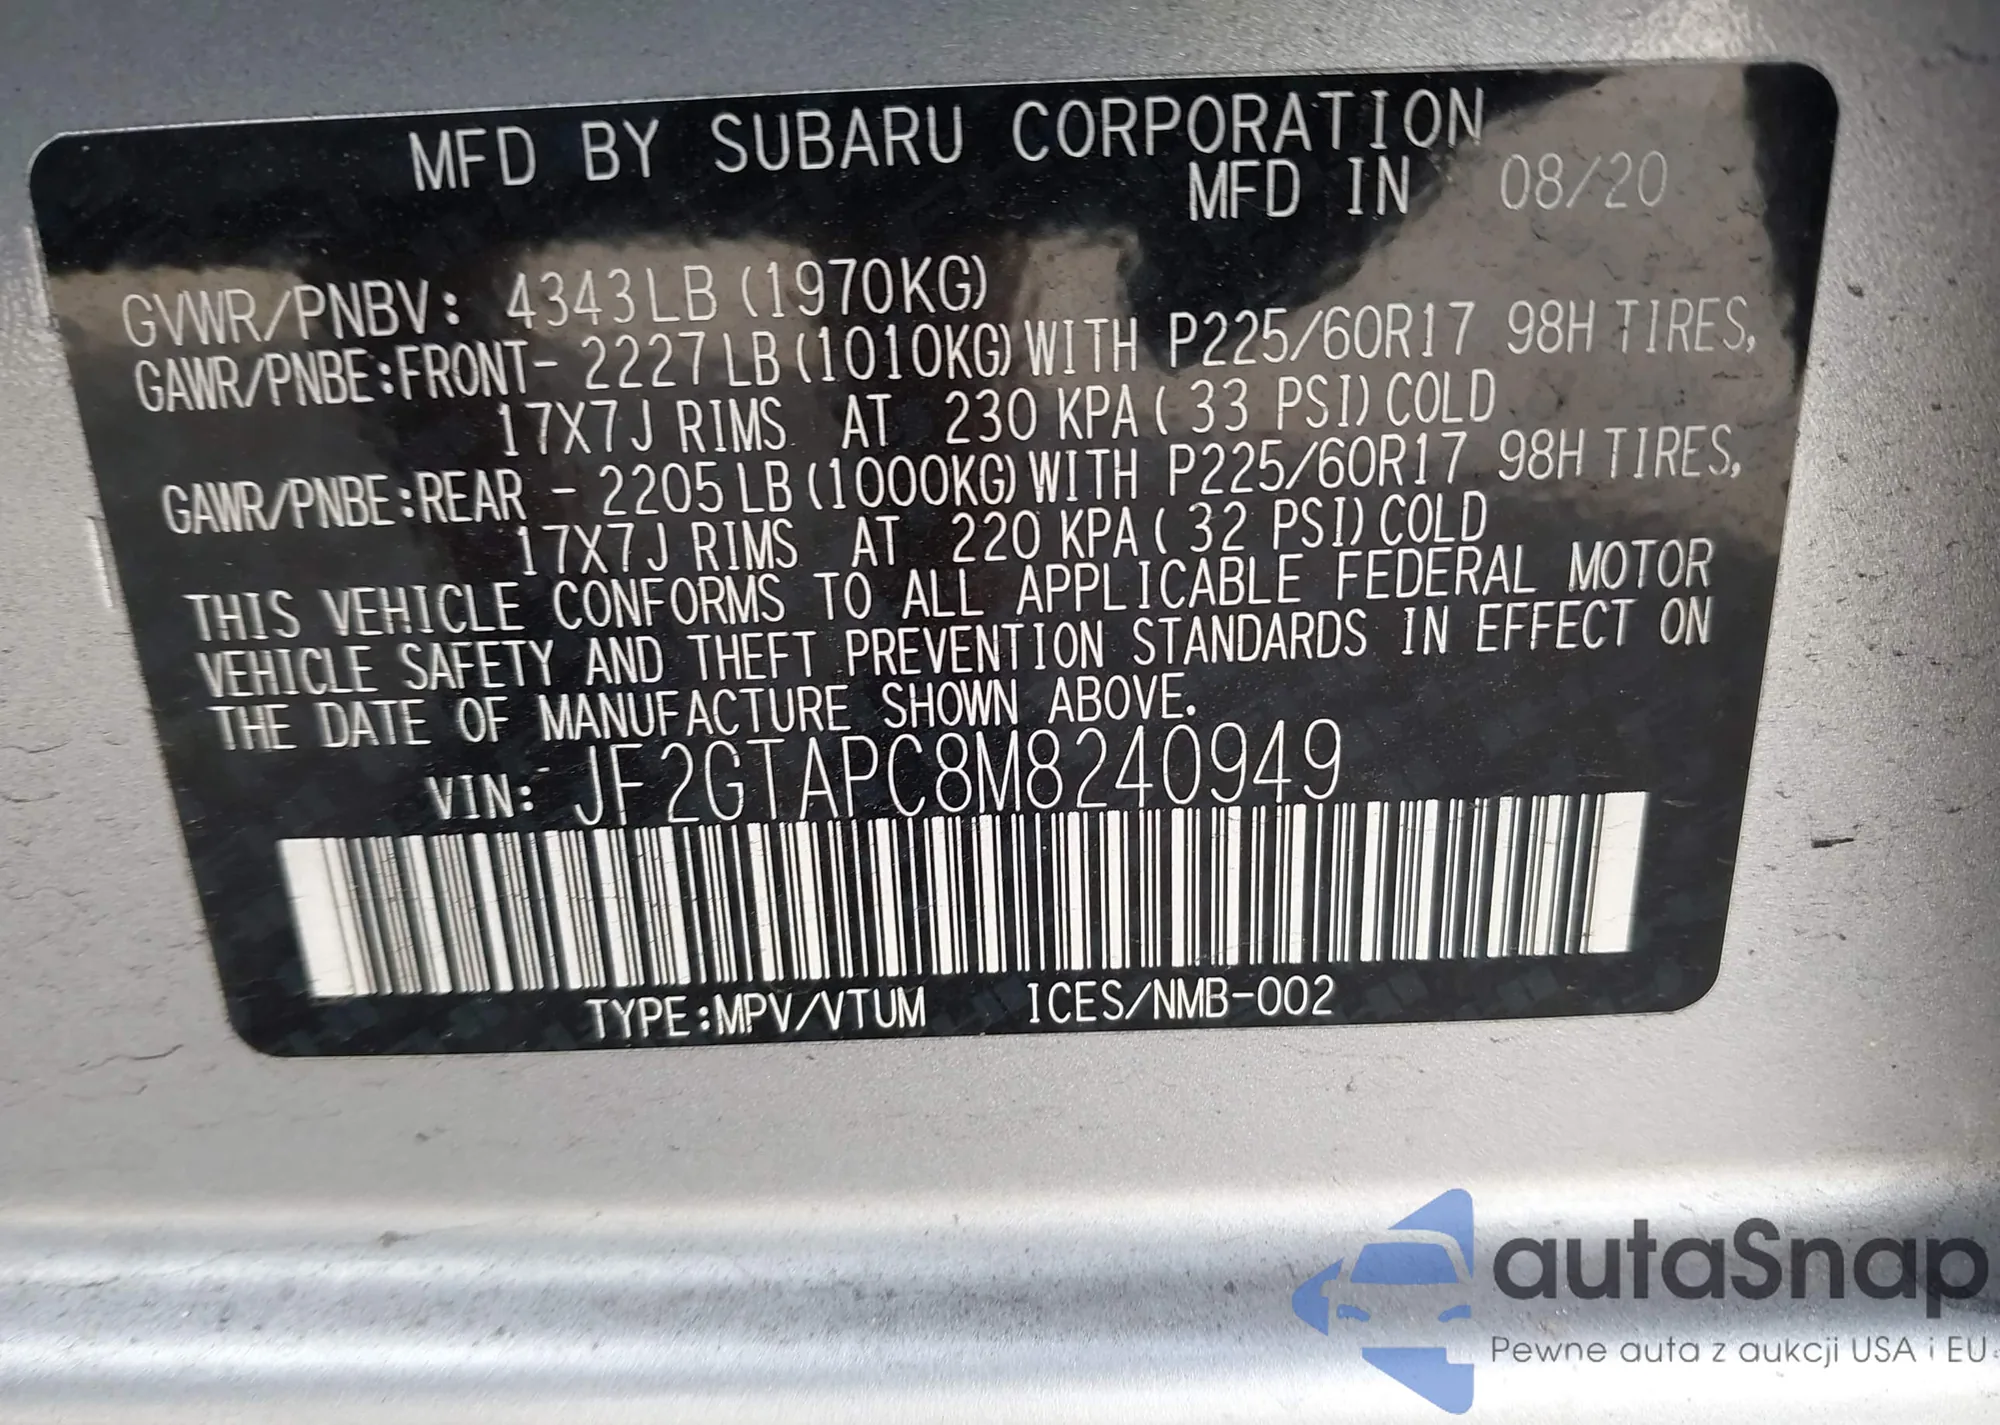 MFD BY SUBARU CORPORATION
MFD IN 08/20
GVWR/PNBV: 4343LB (1970KG)
GAWR/PNBE:FRONT- 2227LB (1010KG) WITH P225/60R17 98H TIRES,
17X7J RIMS AT 230 KPA ( 33 PSI) COLD
GAWR/PNBE:REAR - 2205LB (1000KG) WITH P225/60R17 98H TIRES,
17X7J RIMS AT 220 KPA ( 32 PSI) COLD
THIS VEHICLE CONFORMS TO ALL APPLICABLE FEDERAL MOTOR
VEHICLE SAFETY AND THEFT PREVENTION STANDARDS IN EFFECT ON
THE DATE OF MANUFACTURE SHOWN ABOVE.
VIN: JF2GTAPC8M8240949
TYPE:MPV/VTUM ICES/NMB-002
autaSnap
Pewne auta z aukcji USA i EU